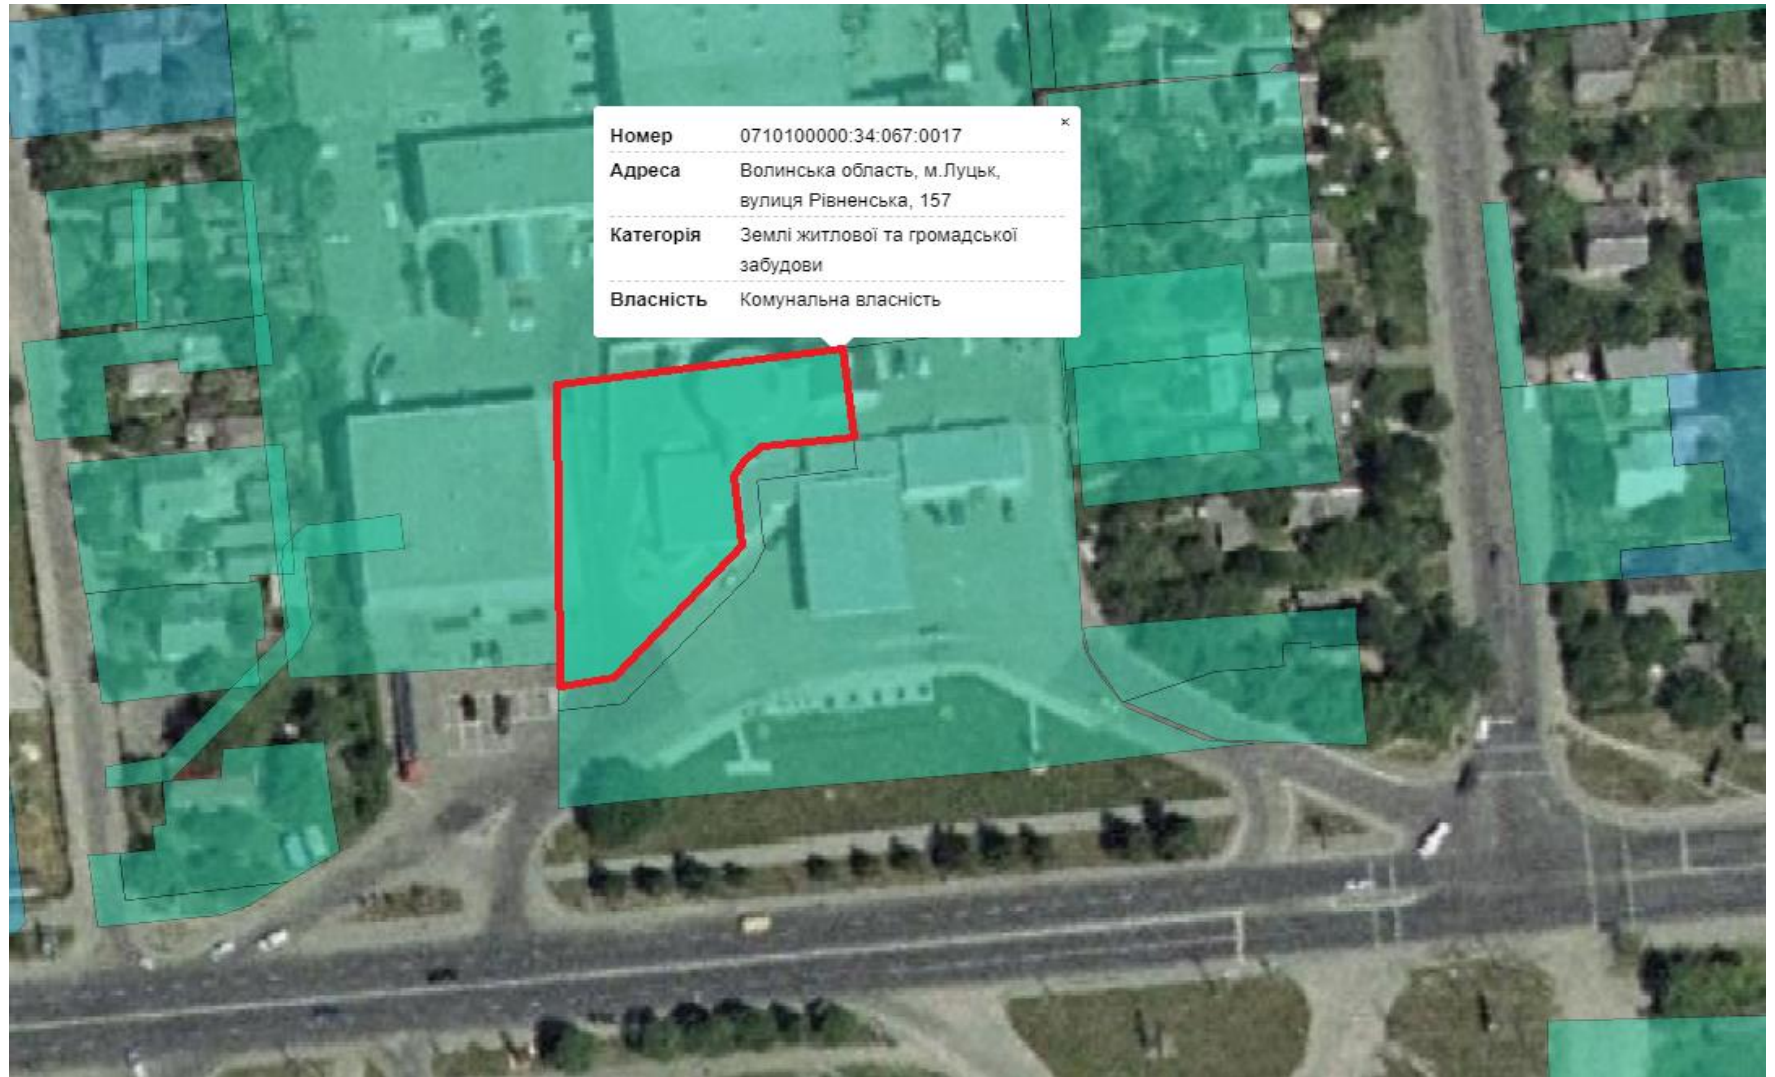 ×
Номер 0710100000:34:067:0017
Адреса Волинська область, м.Луцьк,
вулиця Рівненська, 157
Категорія Землі житлової та громадської
забудови
Власність Комунальна власність